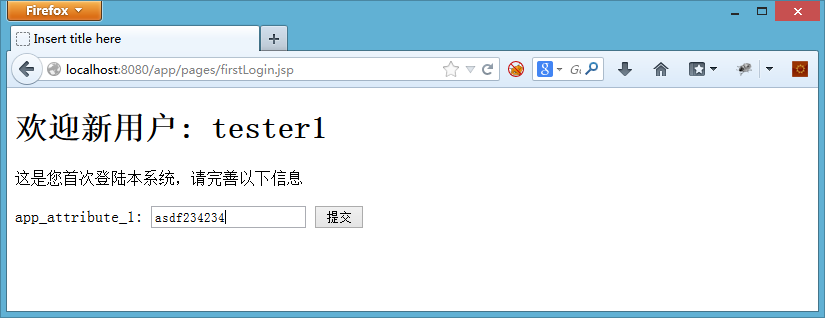 Firefox
Insert title here
localhost:8080/app/pages/firstLogin.jsp
欢迎新用户: tester1
这是您首次登陆本系统，请完善以下信息
app_attribute_1: asdf234234 提交